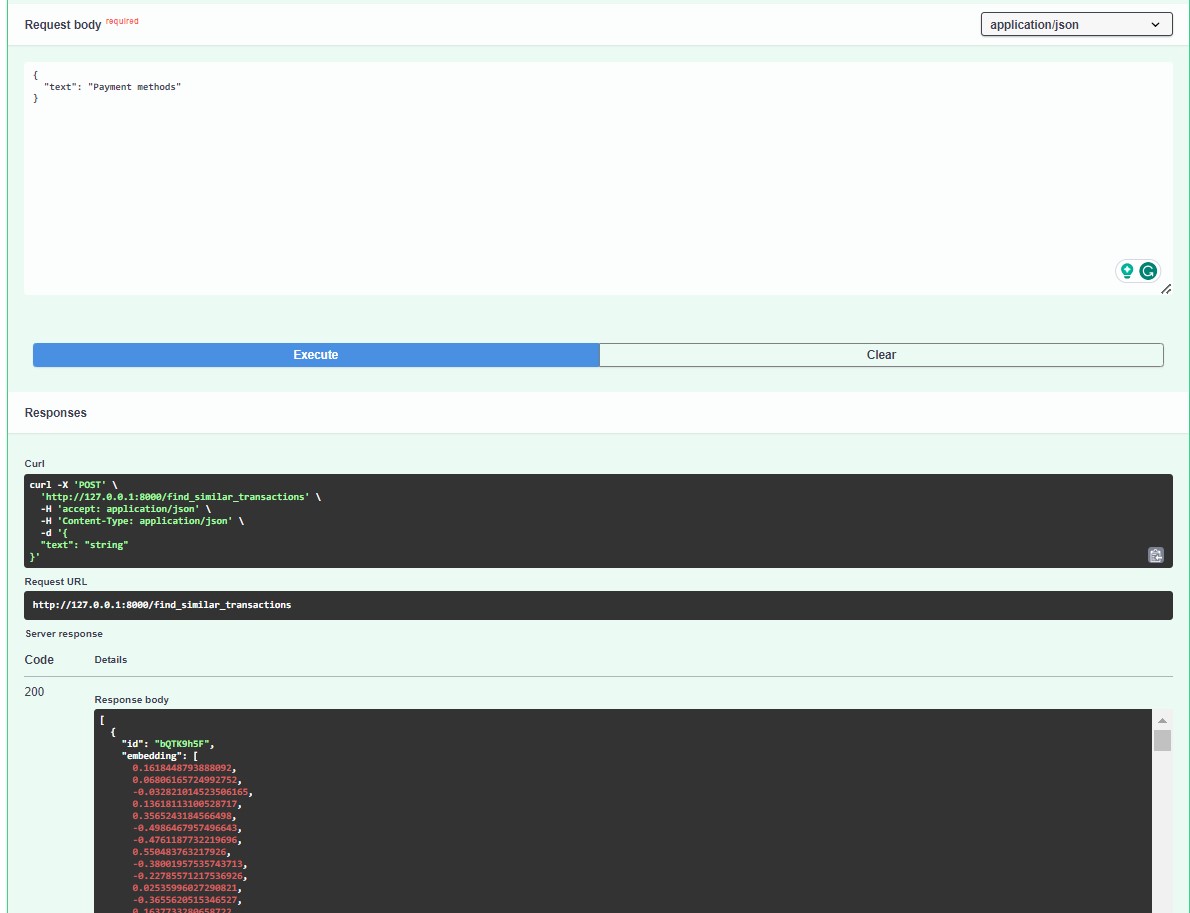 Request body required
application/json
{
"text": "Payment methods"
}
Execute
Clear
Responses
Curl
curl -X 'POST' \
'http://127.0.0.1:8000/find_similar_transactions' \
-H 'accept: application/json' \
-H 'Content-Type: application/json' \
-d '{
"text": "string"
}'
Request URL
http://127.0.0.1:8000/find_similar_transactions
Server response
Code
Details
200
Response body
[
{
"id": "bQTK9h5F",
"embedding": [
0.1618448793888092,
0.06806165724992752,
-0.032821014523506165,
0.13618113100528717,
0.3565243184566498,
-0.4986467957496643,
-0.4761187732219696,
0.550483763217926,
-0.38001957535743713,
-0.22785571217536926,
0.02535996027290821,
-0.3655620515346527,
0.1637733280658722,